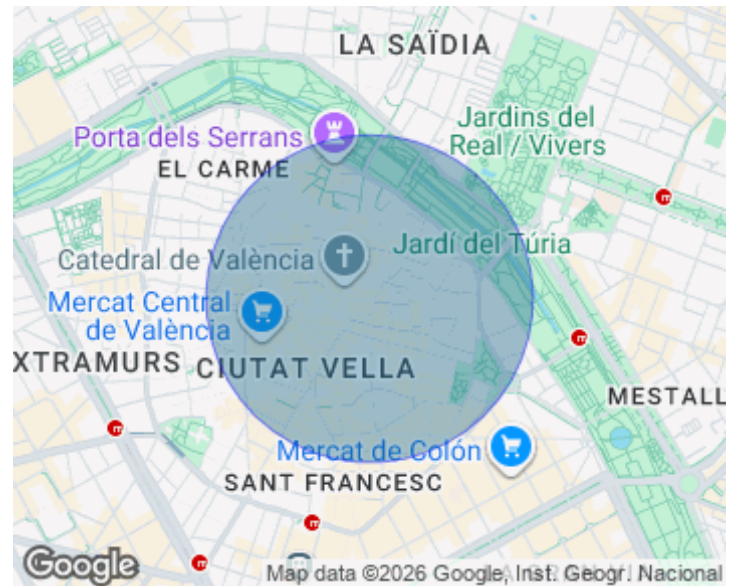 LA SAÏDIA
Porta dels Serrans
Jardins del
Real / Vivers
EL CARME
Catedral de València
Jardí del Túria
Mercat Central
de València
XTRAMURS
CIUTAT VELLA
MESTALL
Mercat de Colón
SANT FRANCESC
Google
Map data ©2026 Google, Inst. Geogr. Nacional